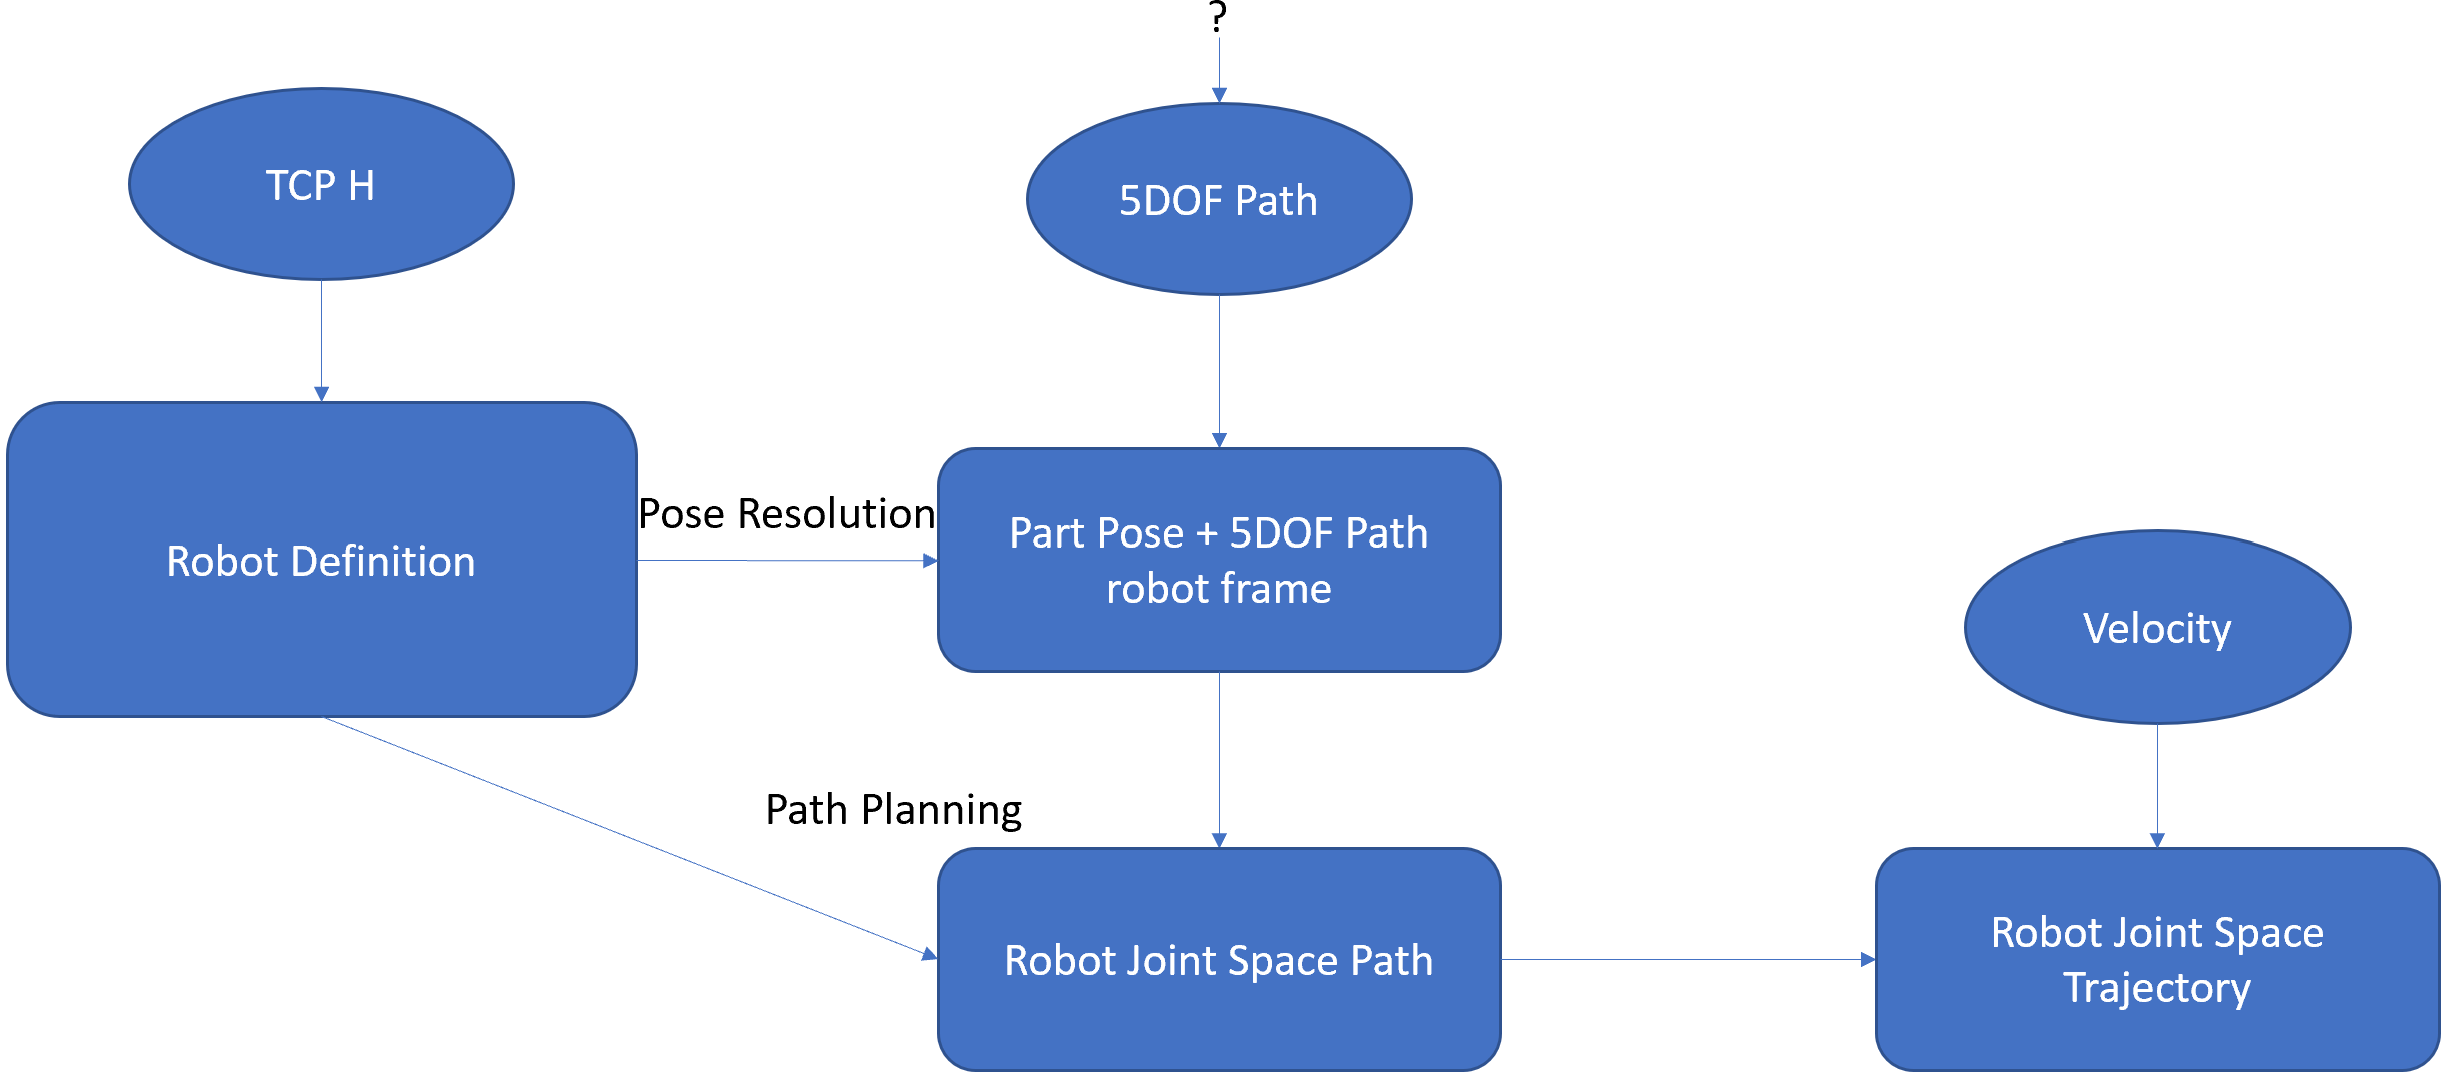 ?
TCP H
5DOF Path
Pose Resolution
Robot Definition
Part Pose + 5DOF Path
robot frame
Velocity
Path Planning
Robot Joint Space Path
Robot Joint Space
Trajectory